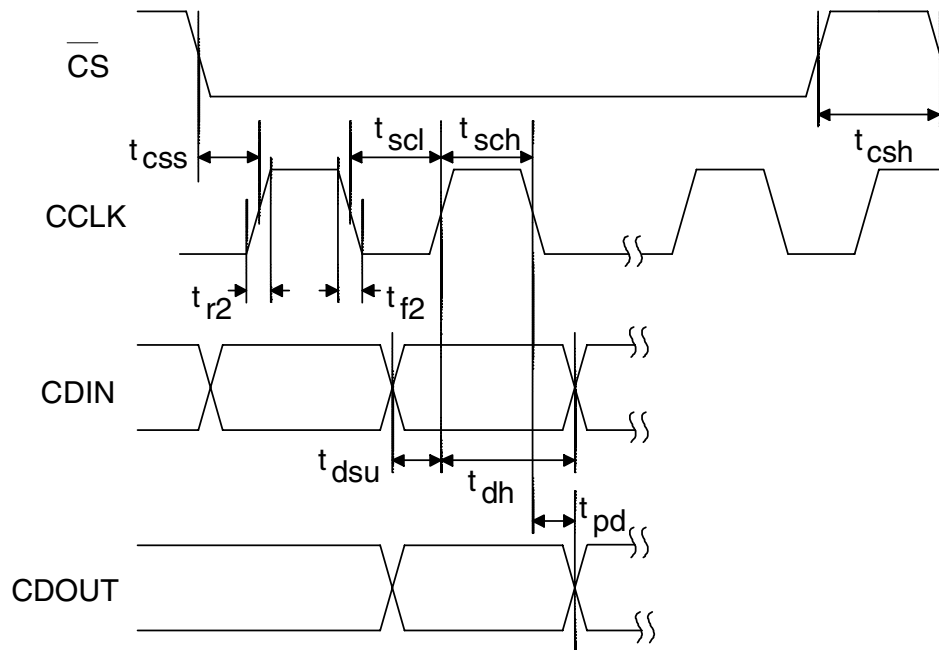 CS
t css
t scl
t sch
t csh
CCLK
t r2
t f2
CDIN
t dsu
t dh
t pd
CDOUT